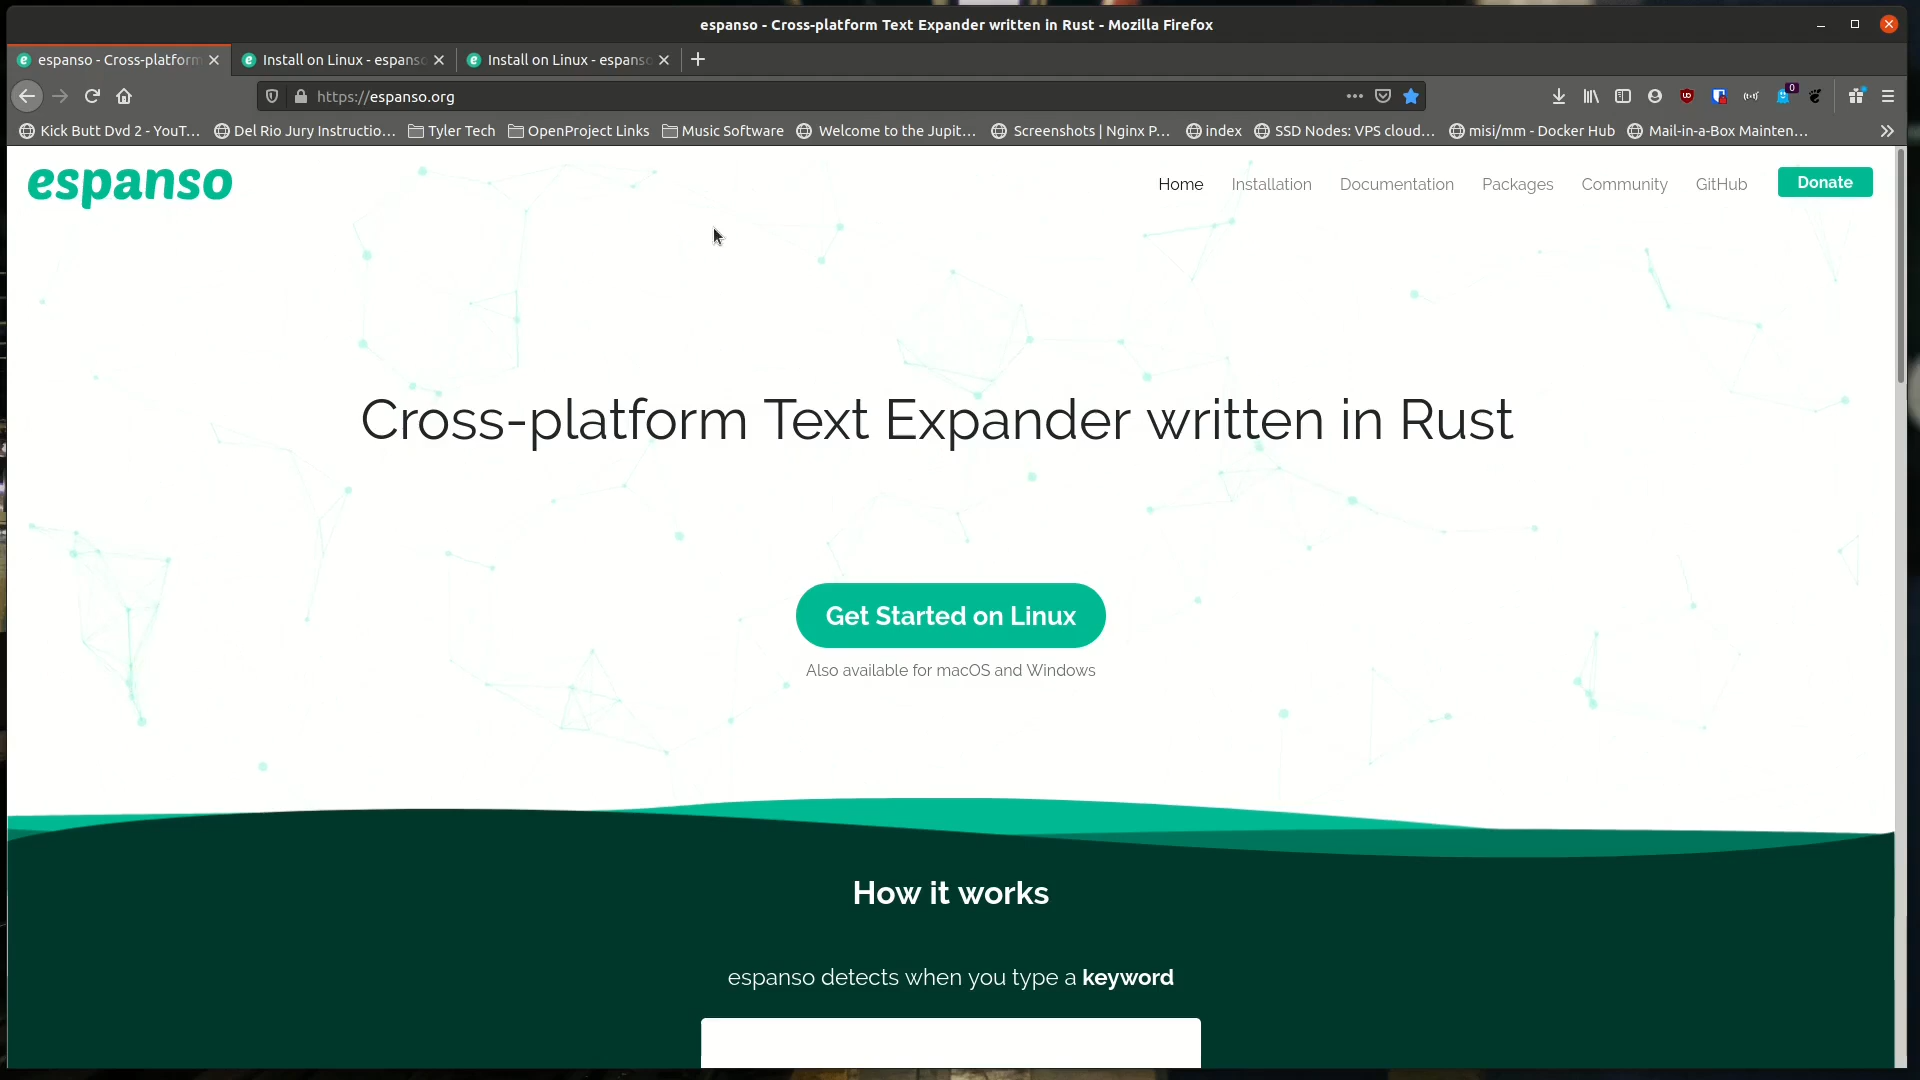 espanso - Cross-platform Text Expander written in Rust - Mozilla Firefox
espanso - Cross-platform
Install on Linux - espanso
Install on Linux - espanso
https://espanso.org
0
Kick Butt Dvd 2 - YouT…
Del Rio Jury Instructio…
Tyler Tech
OpenProject Links
Music Software
Welcome to the Jupit…
Screenshots | Nginx P…
index
SSD Nodes: VPS cloud…
misi/mm - Docker Hub
Mail-in-a-Box Mainten…
espanso
Home
Installation
Documentation
Packages
Community
GitHub
Donate
Cross-platform Text Expander written in Rust
Get Started on Linux
Also available for macOS and Windows
How it works
espanso detects when you type a keyword